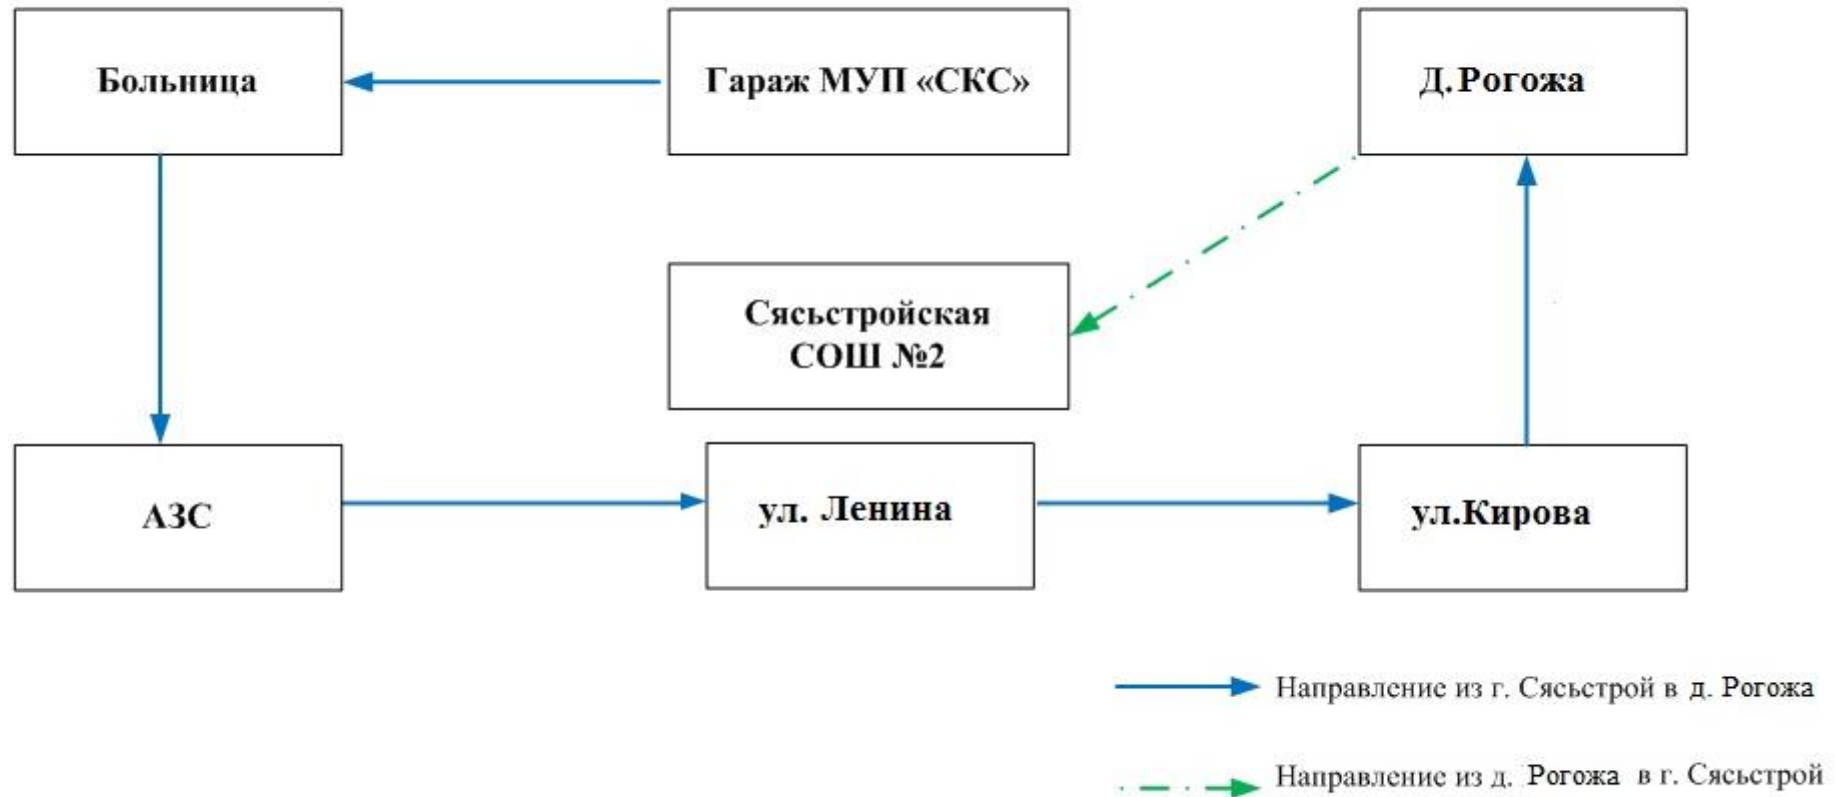 Больница
Гараж МУП «СКС»
Д.Рогожа
Сясьстройская
СОШ №2
АЗС
ул. Ленина
ул.Кирова
Направление из г. Сясьстрой в д. Рогожа
Направление из д. Рогожа в г. Сясьстрой